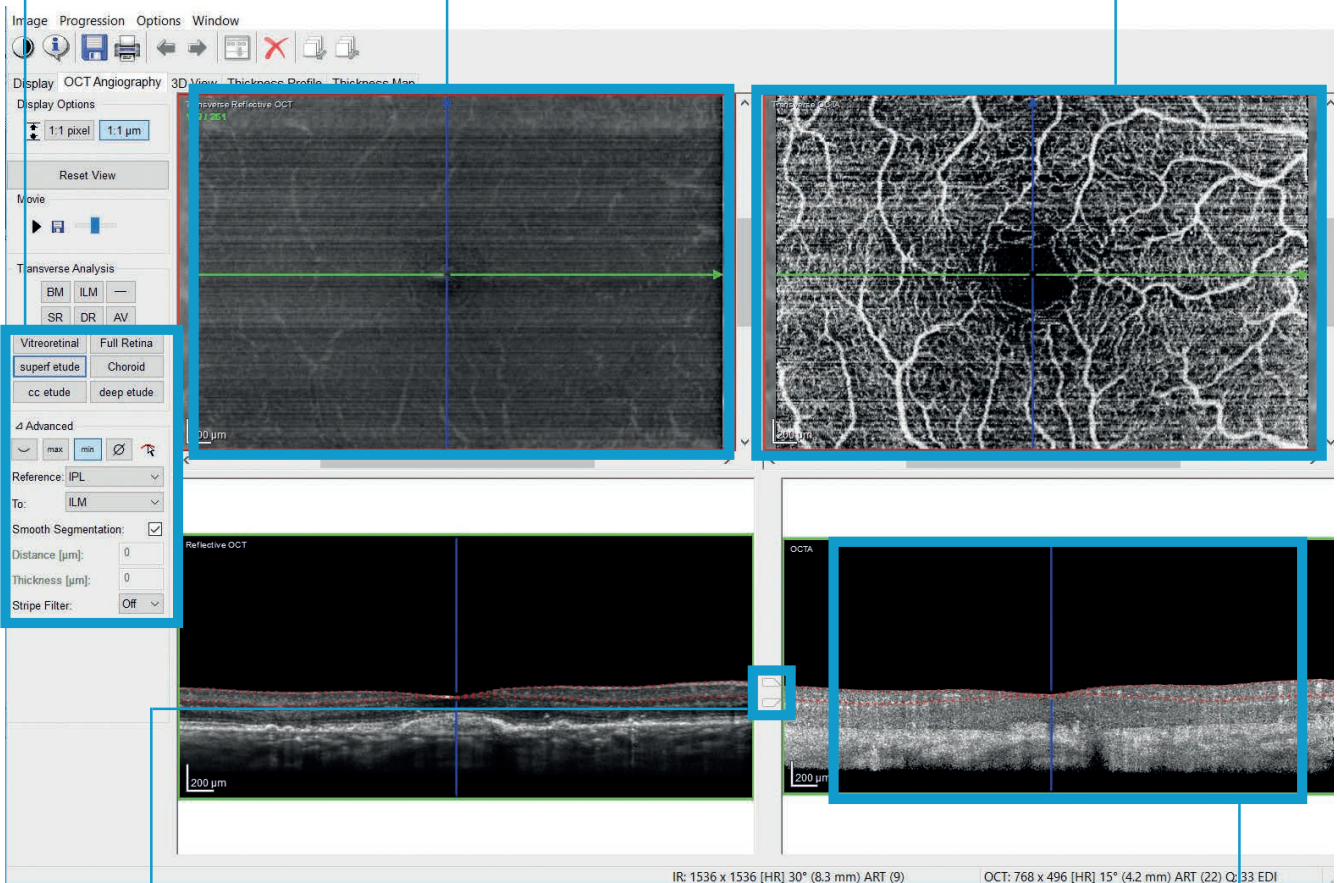 Image Progression Options Window
Display OCT Angiography 3D View Thickness Profile Thickness Map
Display Options
1:1 pixel 1:1 µm
Reset View
Movie
Transverse Analysis
BM ILM —
SR DR AV
Vitreoretinal Full Retina
superf etude Choroid
cc etude deep etude
Advanced
max min Ø
Reference: IPL
To: ILM
Smooth Segmentation:
Distance [µm]: 0
Thickness [µm]: 0
Stripe Filter: Off
Transverse Reflective OCT
/ 251
200 µm
Transverse OCTA
200 µm
Reflective OCT
200 µm
OCTA
200 µm
IR: 1536 x 1536 [HR] 30° (8.3 mm) ART (9)
OCT: 768 x 496 [HR] 15° (4.2 mm) ART (22) Q: 33 EDI